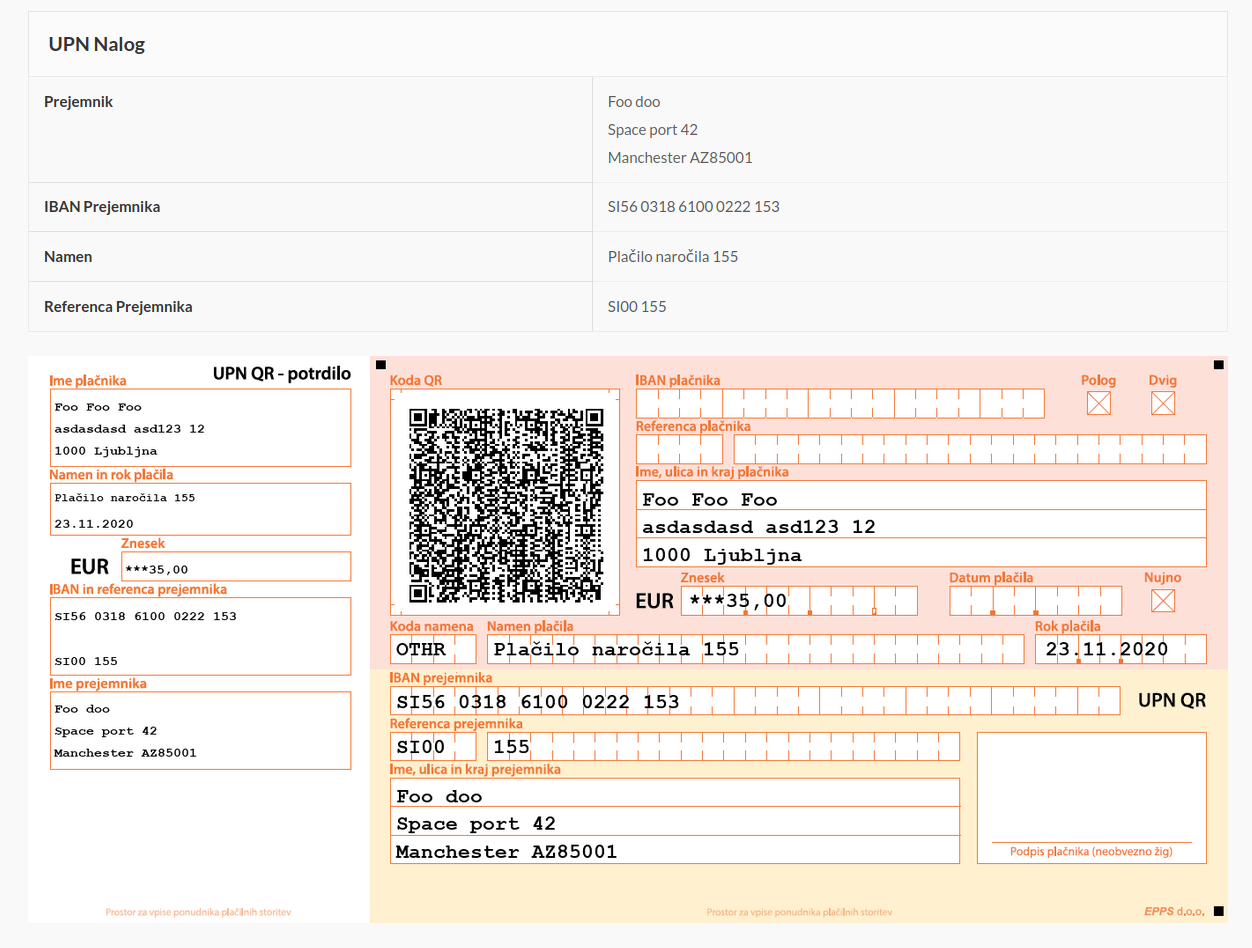 UPN Nalog
Prejemnik
Foo doo
Space port 42
Manchester AZ85001
IBAN Prejemnika
SI56 0318 6100 0222 153
Namen
Plačilo naročila 155
Referenca Prejemnika
SI00 155
UPN QR - potrdilo
Ime plačnika
Foo Foo Foo
asdasdasd asd123 12
1000 Ljubljna
Namen in rok plačila
Plačilo naročila 155
23.11.2020
Znesek
EUR ***35,00
IBAN in referenca prejemnika
SI56 0318 6100 0222 153
SI00 155
Ime prejemnika
Foo doo
Space port 42
Manchester AZ85001
Prostor za vpise ponudnika plačilnih storitev
Koda QR
IBAN plačnika
Polog
Dvig
Referenca plačnika
Ime, ulica in kraj plačnika
Foo Foo Foo
asdasdasd asd123 12
1000 Ljubljna
Znesek
Datum plačila
Nujno
EUR ***35,00
Koda namena
Namen plačila
Rok plačila
OTHR
Plačilo naročila 155
23.11.2020
IBAN prejemnika
SI56 0318 6100 0222 153
UPN QR
Referenca prejemnika
SI00 155
Ime, ulica in kraj prejemnika
Foo doo
Space port 42
Manchester AZ85001
Podpis plačnika (neobvezno žig)
Prostor za vpise ponudnika plačilnih storitev
EPPS d.o.o.